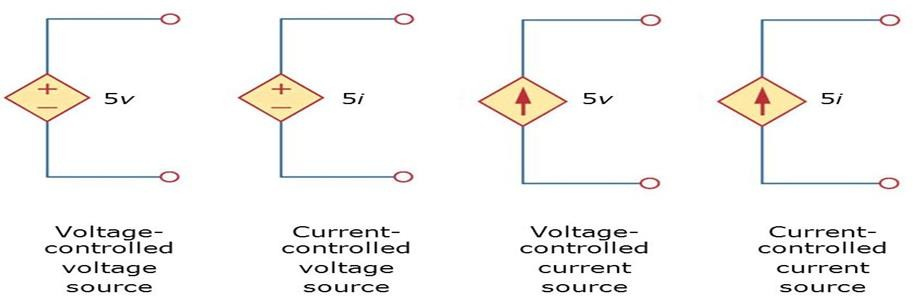 5v
5i
5v
5i
+
−
+
−
Voltage-
controlled
voltage
source
Current-
controlled
voltage
source
Voltage-
controlled
current
source
Current-
controlled
current
source